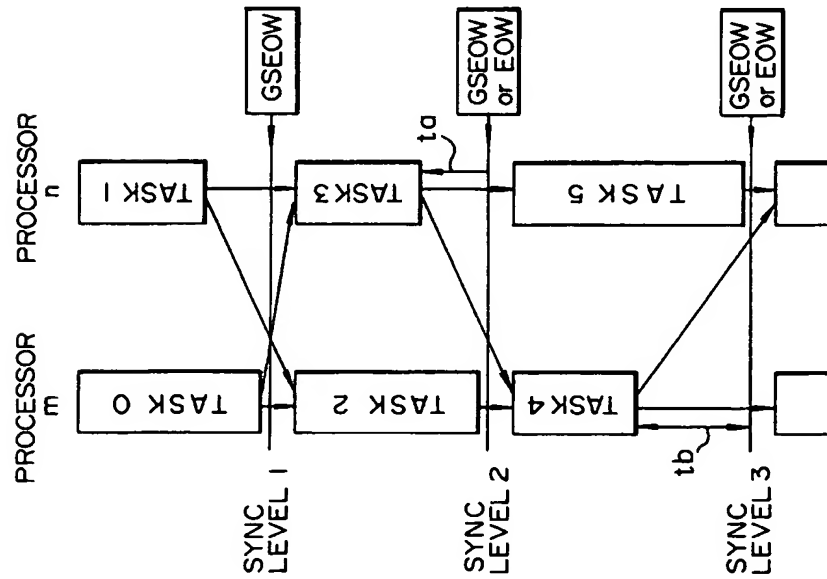 PROCESSOR
m
PROCESSOR
n
TASK 0
TASK 1
GSEOW
SYNC
LEVEL 1
TASK 2
TASK 3
ta
GSEOW
or EOW
SYNC
LEVEL 2
TASK 4
TASK 5
tb
GSEOW
or EOW
SYNC
LEVEL 3